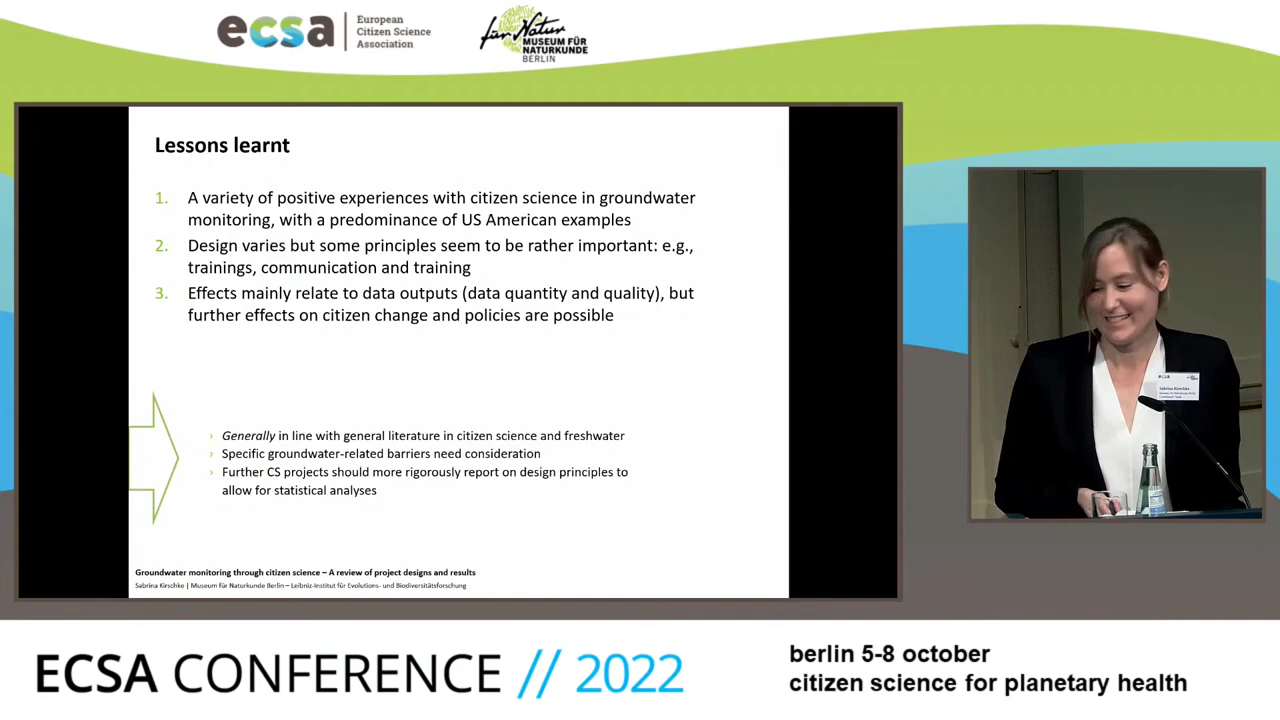 ecsa
European
Citizen Science
Association
für Natur
MUSEUM FÜR
NATURKUNDE
BERLIN
Lessons learnt
1. A variety of positive experiences with citizen science in groundwater
monitoring, with a predominance of US American examples
2. Design varies but some principles seem to be rather important: e.g.,
trainings, communication and training
3. Effects mainly relate to data outputs (data quantity and quality), but
further effects on citizen change and policies are possible
› Generally in line with general literature in citizen science and freshwater
› Specific groundwater-related barriers need consideration
› Further CS projects should more rigorously report on design principles to
allow for statistical analyses
Groundwater monitoring through citizen science – A review of project designs and results
Sabrina Kirschke | Museum für Naturkunde Berlin – Leibniz-Institut für Evolutions- und Biodiversitätsforschung
ecsa
Sabrina Kirschke
ECSA CONFERENCE // 2022
berlin 5-8 october
citizen science for planetary health